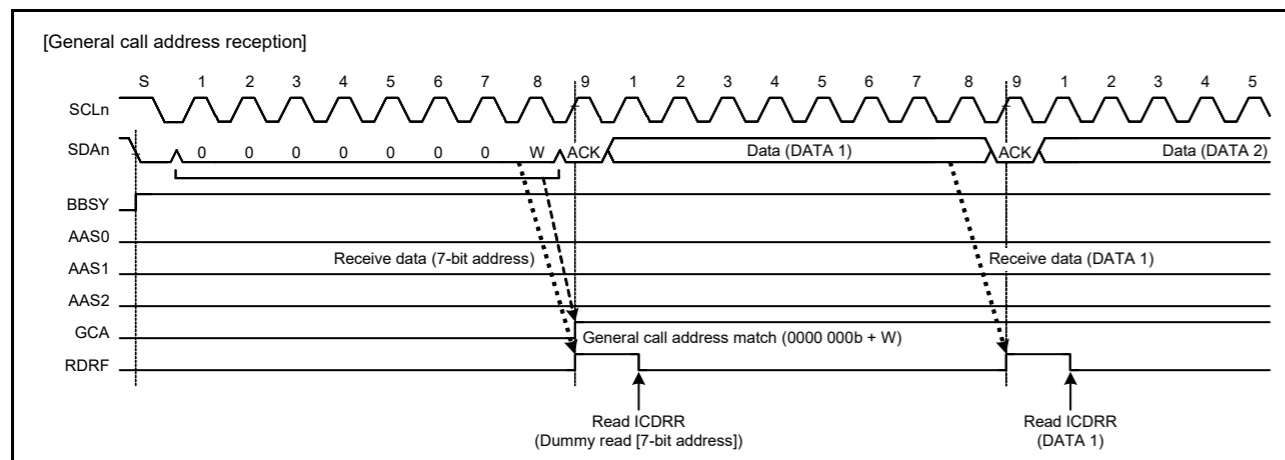 [General call address reception]
S 1 2 3 4 5 6 7 8 9 1 2 3 4 5 6 7 8 9 1 2 3 4 5
SCLn
SDAn 0 0 0 0 0 0 0 W ACK Data (DATA 1) ACK Data (DATA 2)
BBSY
AAS0
Receive data (7-bit address) Receive data (DATA 1)
AAS1
AAS2
GCA
General call address match (0000 000b + W)
RDRF
Read ICDRR Read ICDRR
(Dummy read [7-bit address]) (DATA 1)